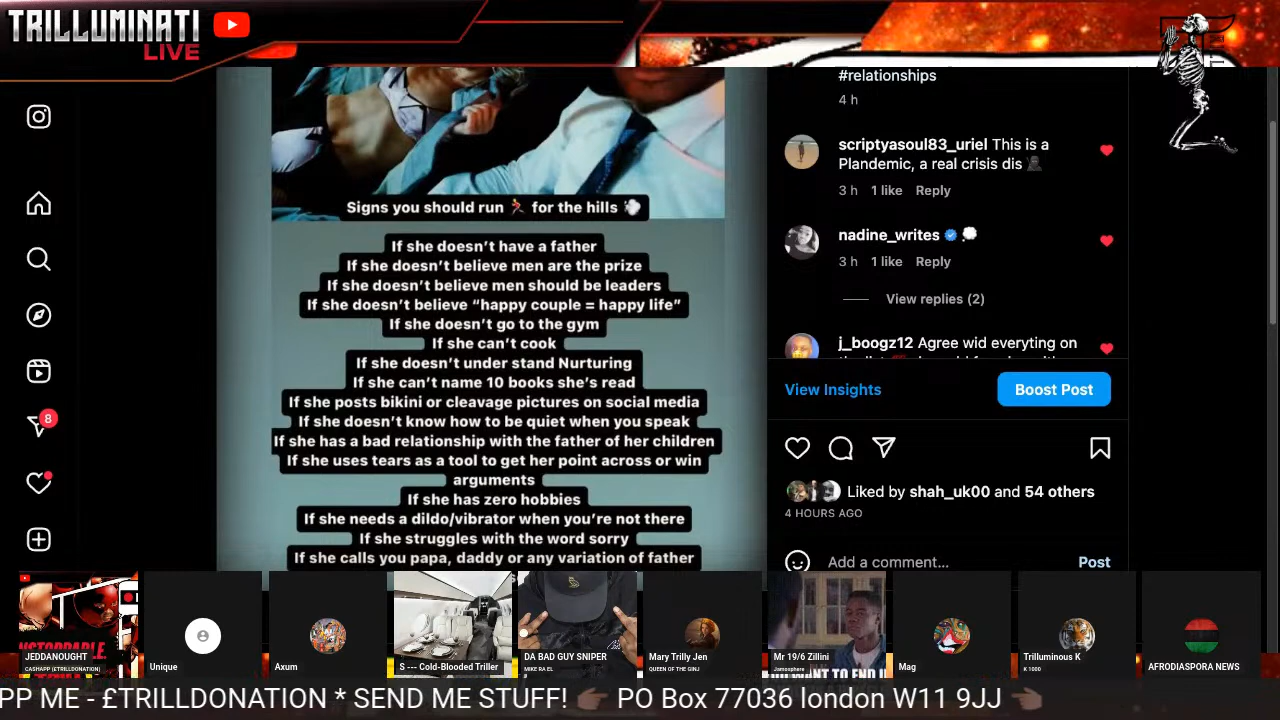 TRILLUMINATI
LIVE
#relationships
4 h
scriptyasoul83_uriel This is a
Plandemic, a real crisis dis
3 h 1 like Reply
nadine_writes
3 h 1 like Reply
View replies (2)
j_boogz12 Agree wid everyting on
View Insights
Boost Post
Liked by shah_uk00 and 54 others
4 HOURS AGO
Add a comment...
Post
8
Signs you should run for the hills
If she doesn't have a father
If she doesn't believe men are the prize
If she doesn't believe men should be leaders
If she doesn't believe “happy couple = happy life”
If she doesn't go to the gym
If she can't cook
If she doesn't under stand Nurturing
If she can't name 10 books she's read
If she posts bikini or cleavage pictures on social media
If she doesn't know how to be quiet when you speak
If she has a bad relationship with the father of her children
If she uses tears as a tool to get her point across or win
arguments
If she has zero hobbies
If she needs a dildo/vibrator when you're not there
If she struggles with the word sorry
If she calls you papa, daddy or any variation of father
UNSTOPPABLE
JEDDANOUGHT
CASHAPP (£TRILLDONATION)
Unique
Axum
S --- Cold-Blooded Triller
DA BAD GUY SNIPER
MIKE RA EL
Mary Trilly Jen
QUEEN OF THE GINJ
Mr 19/6 Zillini
Mag
Trilluminous K
K 1000
AFRODIASPORA NEWS
PP ME - £TRILLDONATION * SEND ME STUFF! PO Box 77036 london W11 9JJ